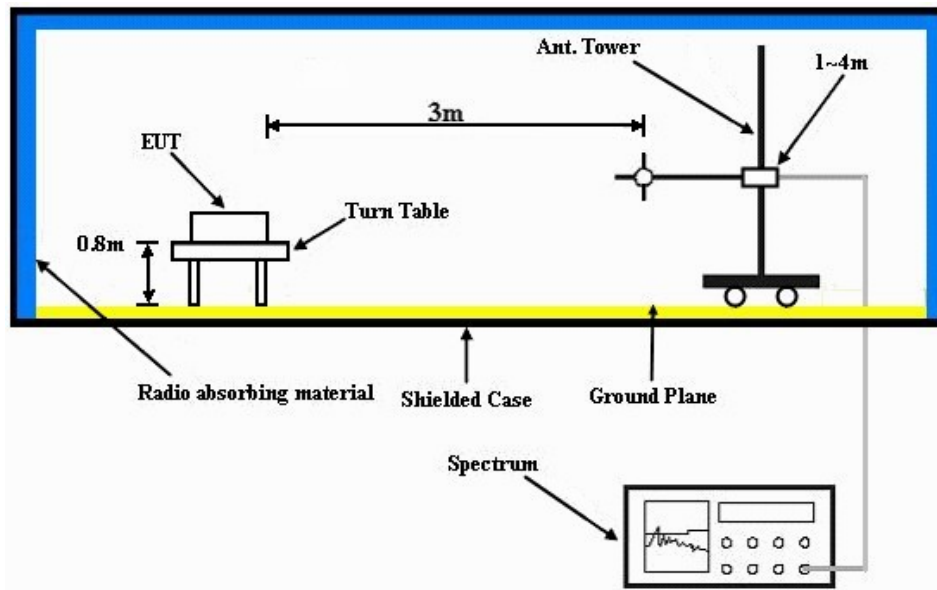 Ant. Tower
1~4m
3m
EUT
Turn Table
0.8m
Radio absorbing material
Shielded Case
Ground Plane
Spectrum